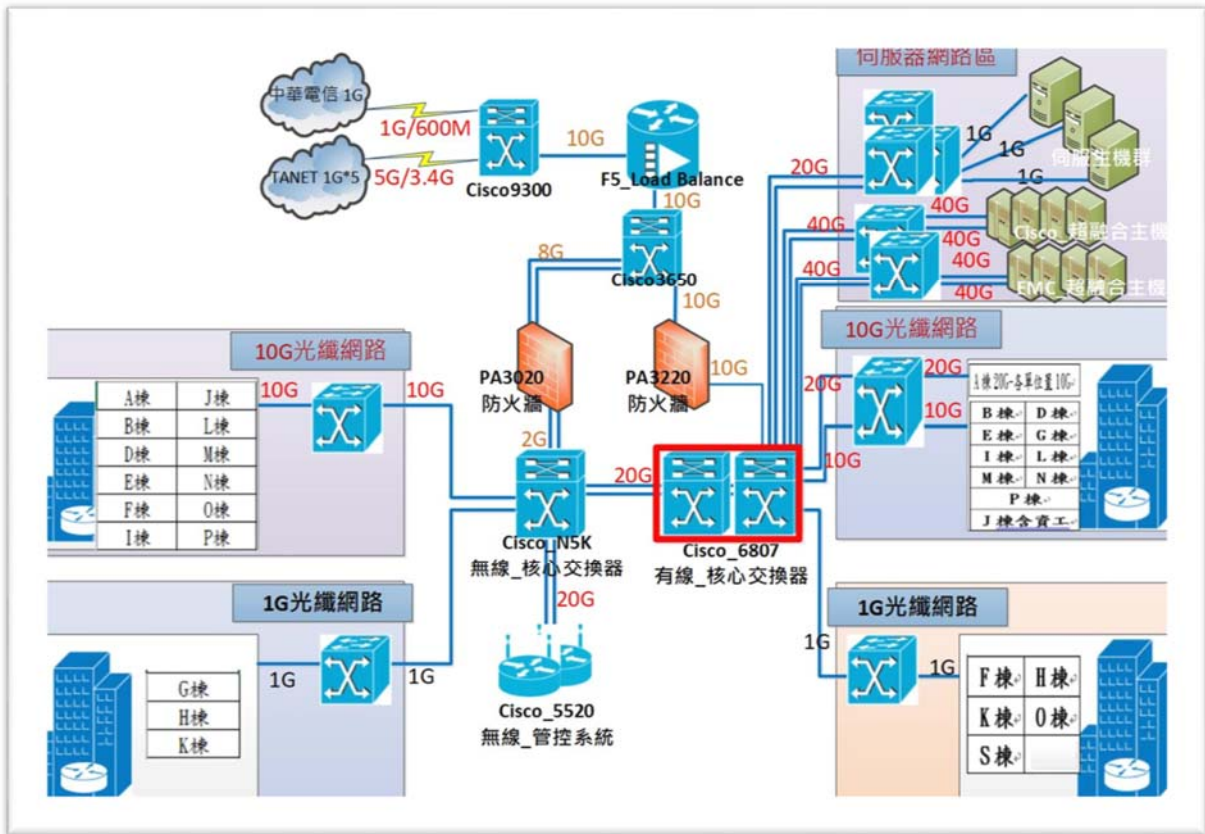 伺服器網路區
中華電信 1G
1G/600M
TANET 1G*5
5G/3.4G
Cisco9300
10G
F5_Load Balance
10G
Cisco3650
8G
10G
20G
1G
1G
1G
伺服主機群
40G
40G
40G
Cisco_超融合主機
40G
40G
40G
EMC_超融合主機
10G光纖網路
10G
10G
A棟 J棟
B棟 L棟
D棟 M棟
E棟 N棟
F棟 O棟
I棟 P棟
PA3020
防火牆
2G
PA3220
防火牆
10G
10G光纖網路
20G
10G
20G
10G
A棟20G-各單位置10G
B棟 D棟
E棟 G棟
I棟 L棟
M棟 N棟
P棟
J棟含資工
20G
Cisco_N5K
無線_核心交換器
Cisco_6807
有線_核心交換器
20G
Cisco_5520
無線_管控系統
1G光纖網路
1G
1G
G棟
H棟
K棟
1G光纖網路
1G
1G
F棟 H棟
K棟 O棟
S棟